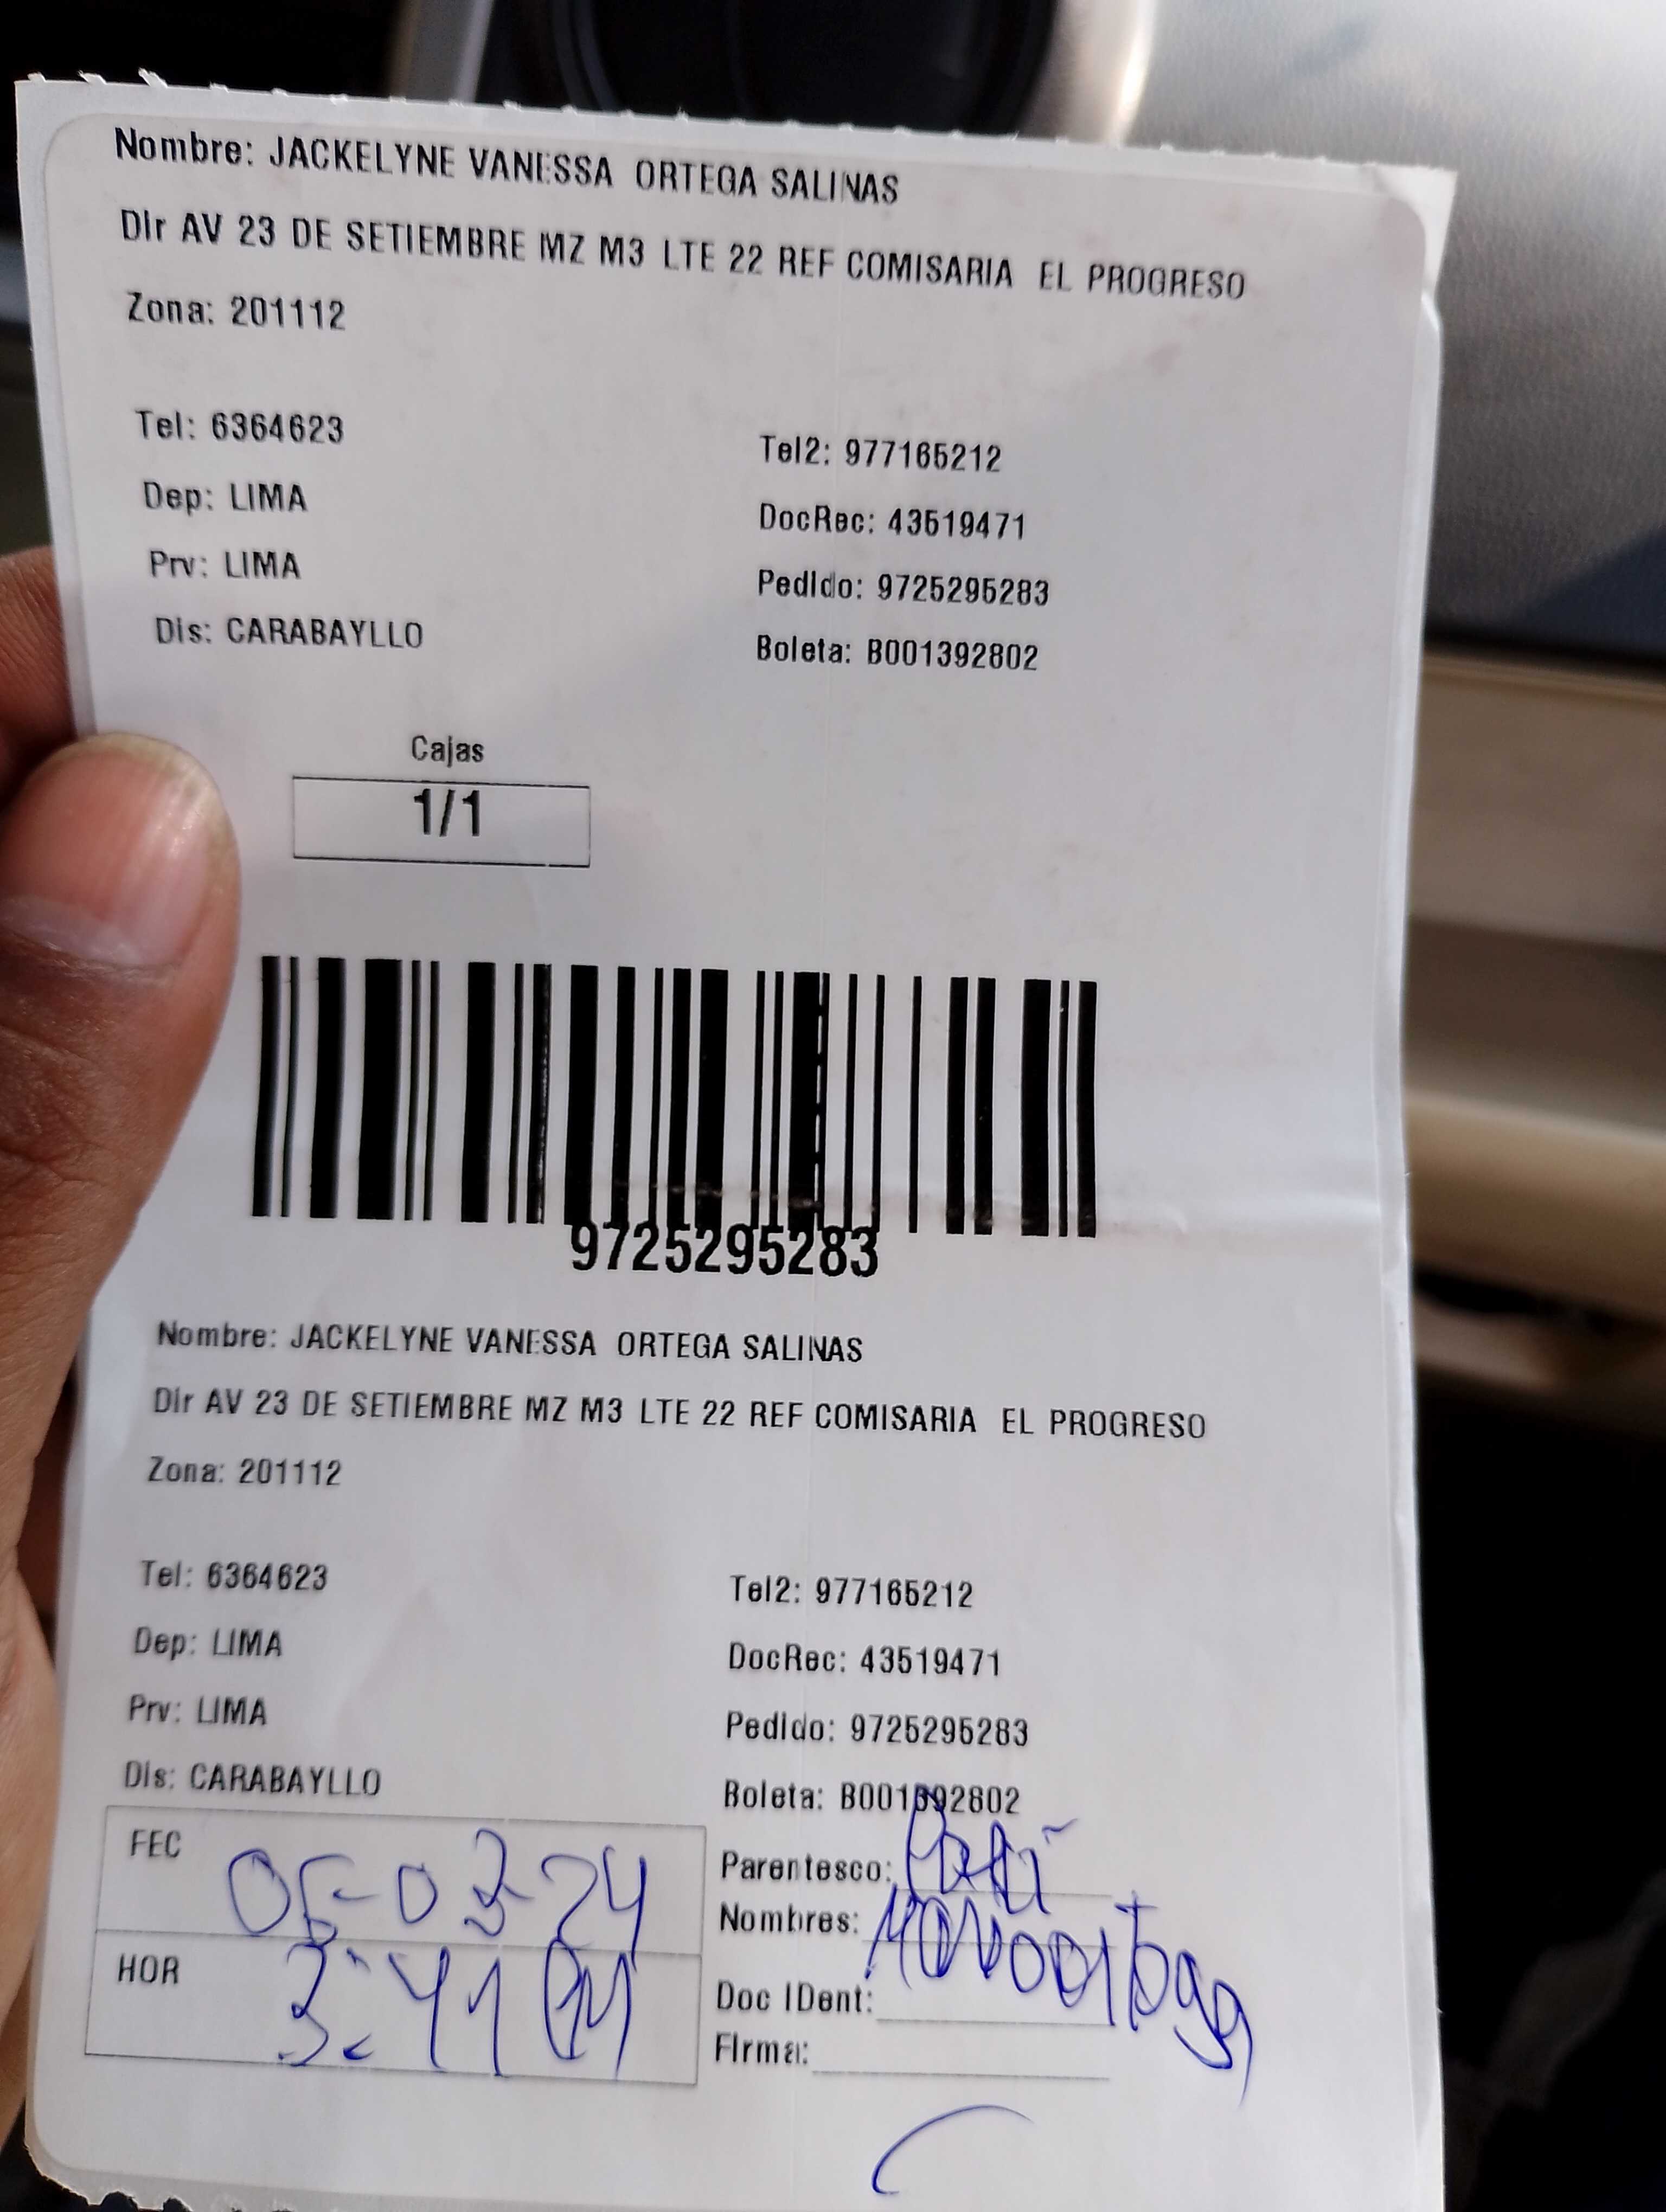 Nombre: JACKELYNE VANESSA ORTEGA SALINAS
Dir AV 23 DE SETIEMBRE MZ M3 LTE 22 REF COMISARIA EL PROGRESO
Zona: 201112
Tel: 6364623 Tel2: 977165212
Dep: LIMA DocRec: 43519471
Prv: LIMA Pedido: 9725295283
Dis: CARABAYLLO Boleta: B001392802
Cajas
1/1
9725295283
Nombre: JACKELYNE VANESSA ORTEGA SALINAS
Dir AV 23 DE SETIEMBRE MZ M3 LTE 22 REF COMISARIA EL PROGRESO
Zona: 201112
Tel: 6364623 Tel2: 977165212
Dep: LIMA DocRec: 43519471
Prv: LIMA Pedido: 9725295283
Dis: CARABAYLLO Boleta: B001392802
FEC Parentesco:
Nombres:
HOR 3:41 PM
Doc IDent:
Firma: